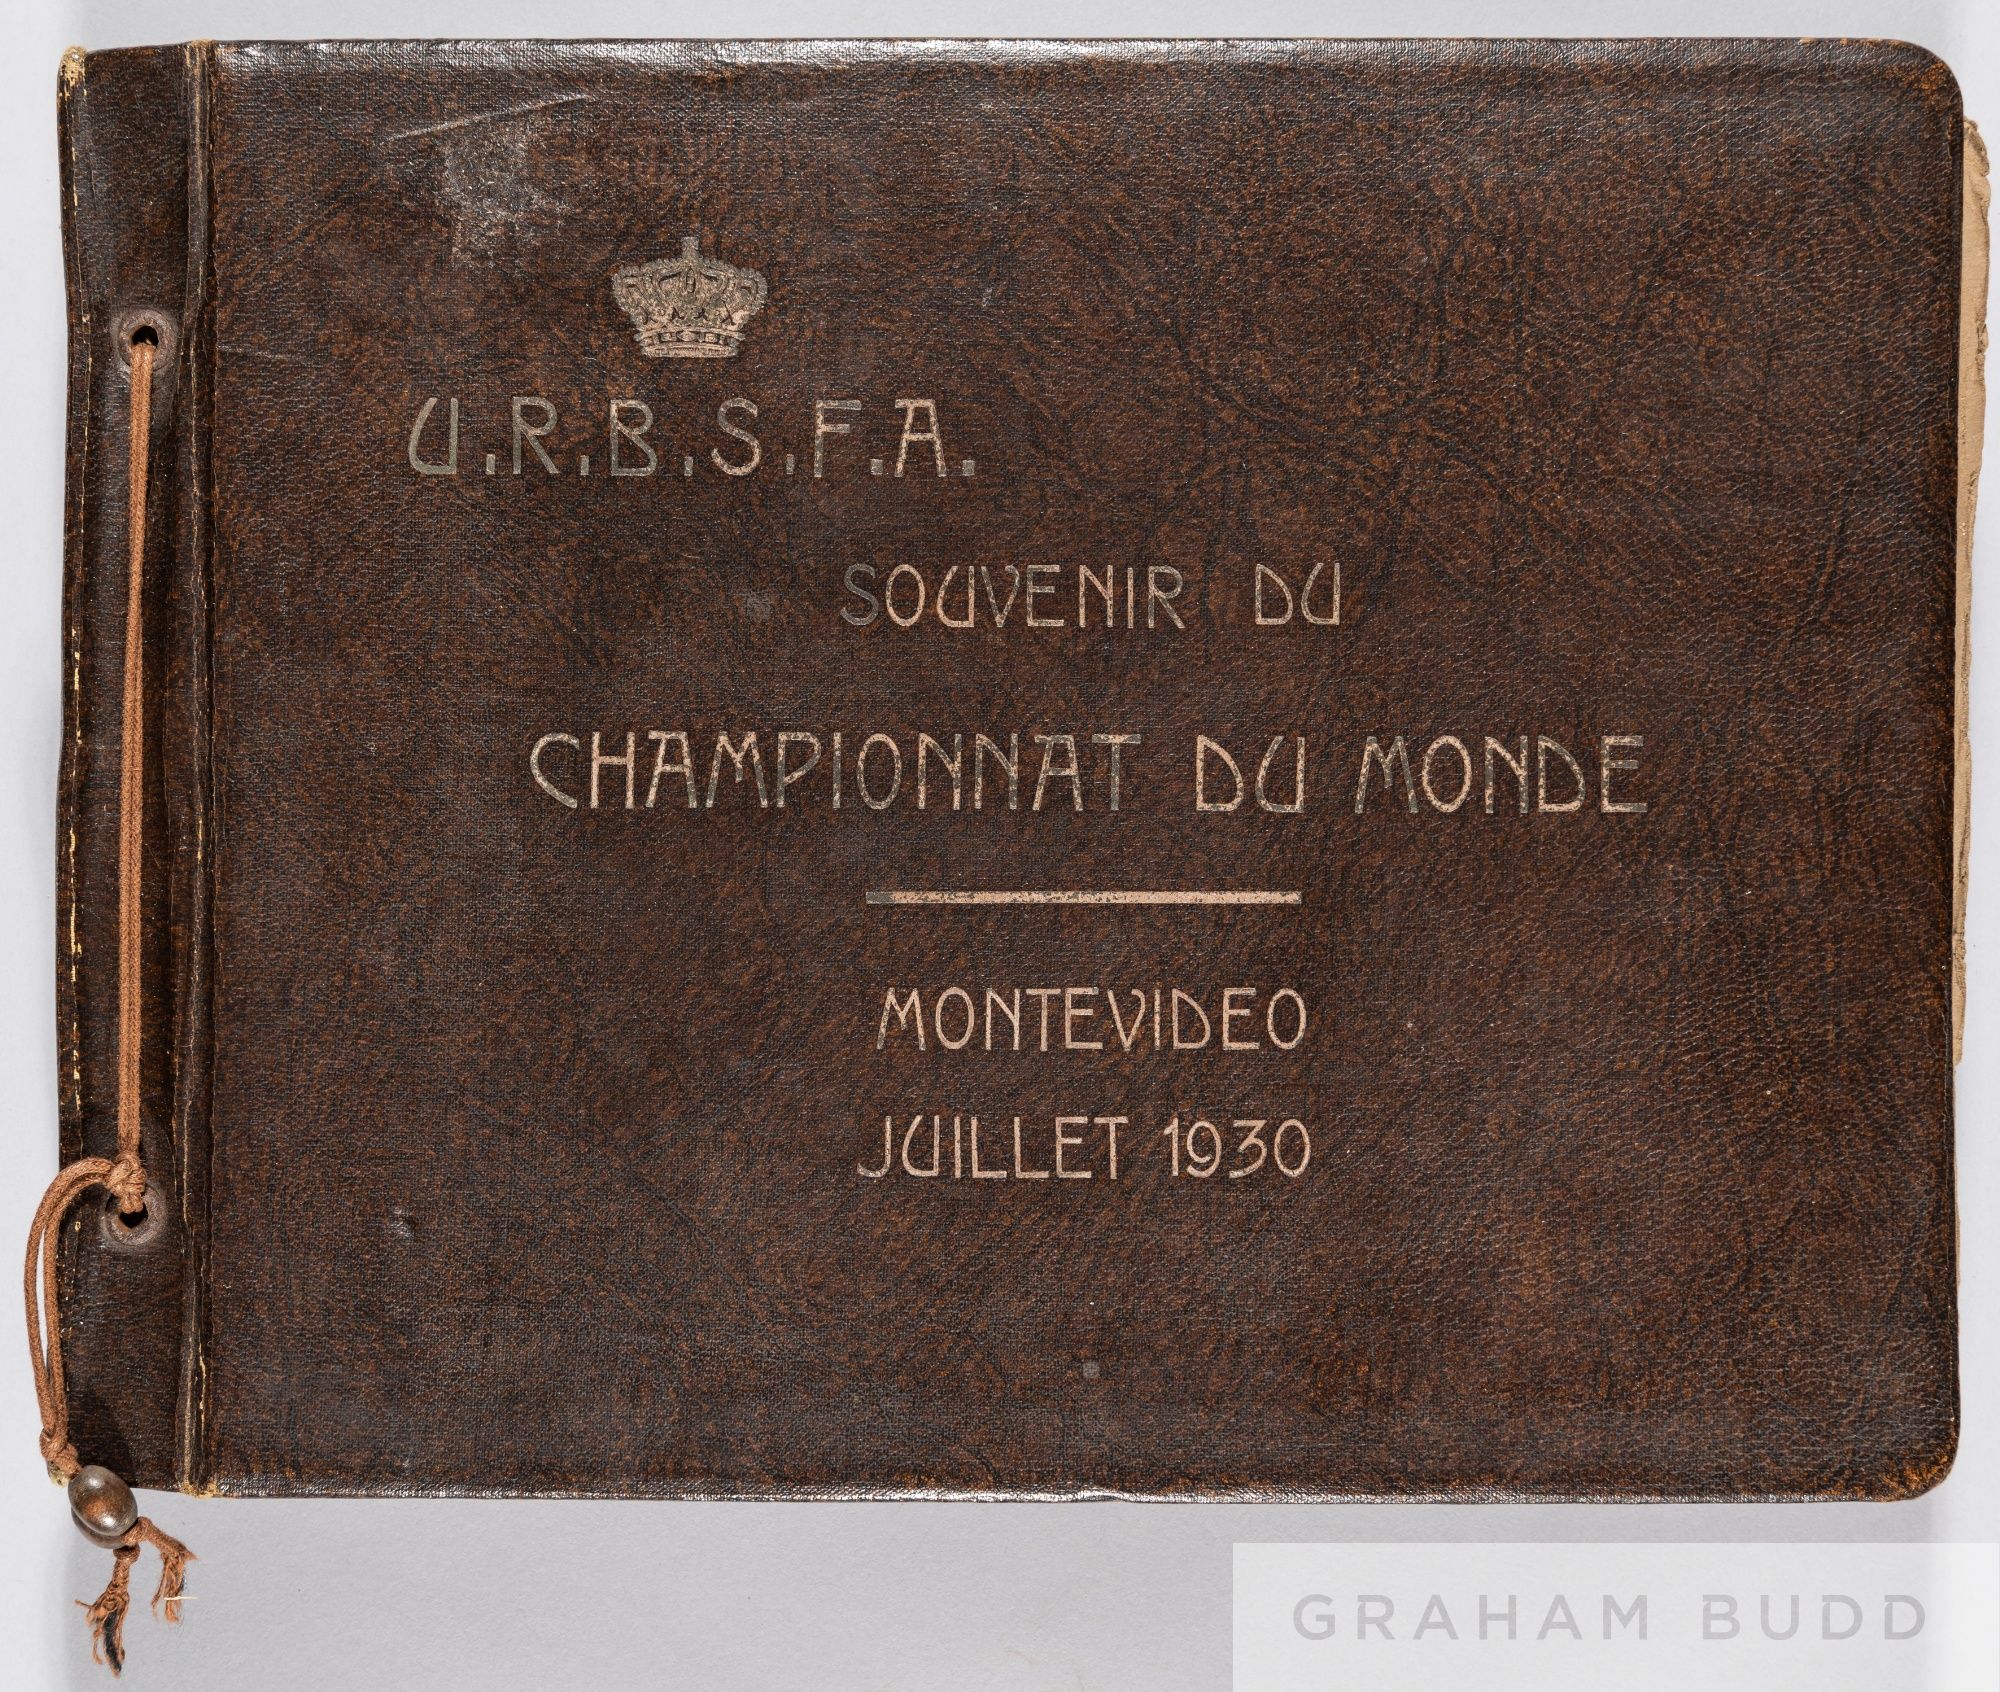 U.R.B.S.F.A.
SOUVENIR DU
CHAMPIONNAT DU MONDE
MONTEVIDEO
JUILLET 1930
GRAHAM BUDD